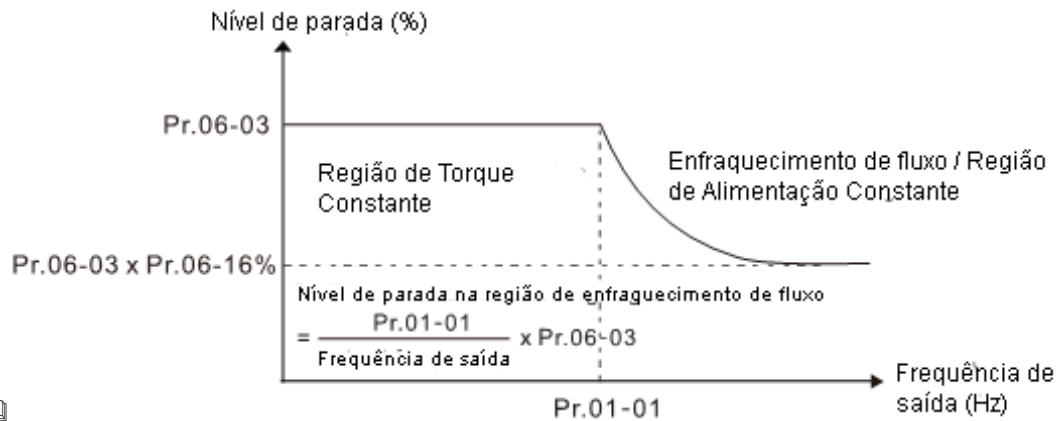 Nível de parada (%)
Pr.06-03
Região de Torque
Constante
Enfraquecimento de fluxo / Região
de Alimentação Constante
Pr.06-03 x Pr.06-16%
Nível de parada na região de enfraguecimento de fluxo
= Pr.01-01
Frequência de saída
x Pr.06-03
Frequência de
saída (Hz)
Pr.01-01